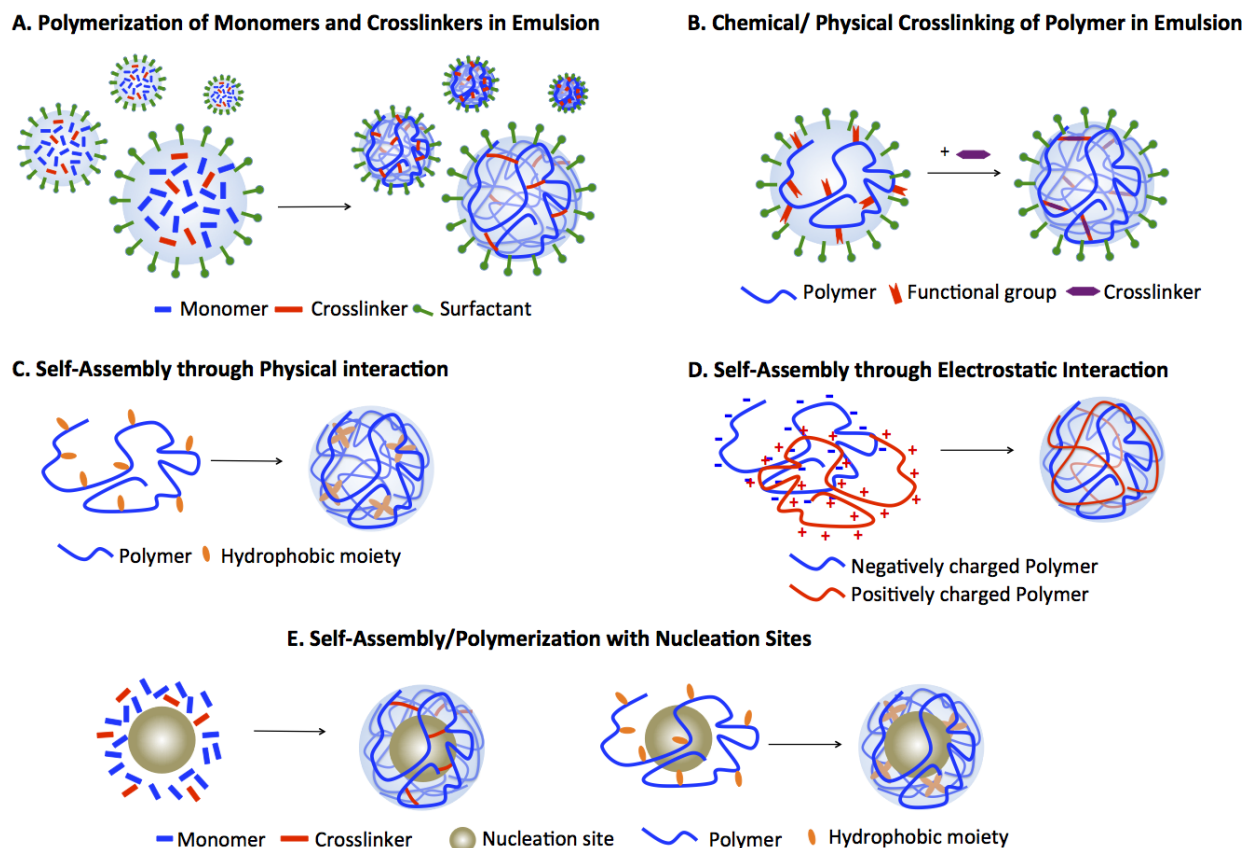 A. Polymerization of Monomers and Crosslinkers in Emulsion
Monomer Crosslinker Surfactant
B. Chemical/ Physical Crosslinking of Polymer in Emulsion
+
Polymer Functional group Crosslinker
C. Self-Assembly through Physical interaction
Polymer Hydrophobic moiety
D. Self-Assembly through Electrostatic Interaction
Negatively charged Polymer
Positively charged Polymer
E. Self-Assembly/Polymerization with Nucleation Sites
Monomer Crosslinker Nucleation site Polymer Hydrophobic moiety